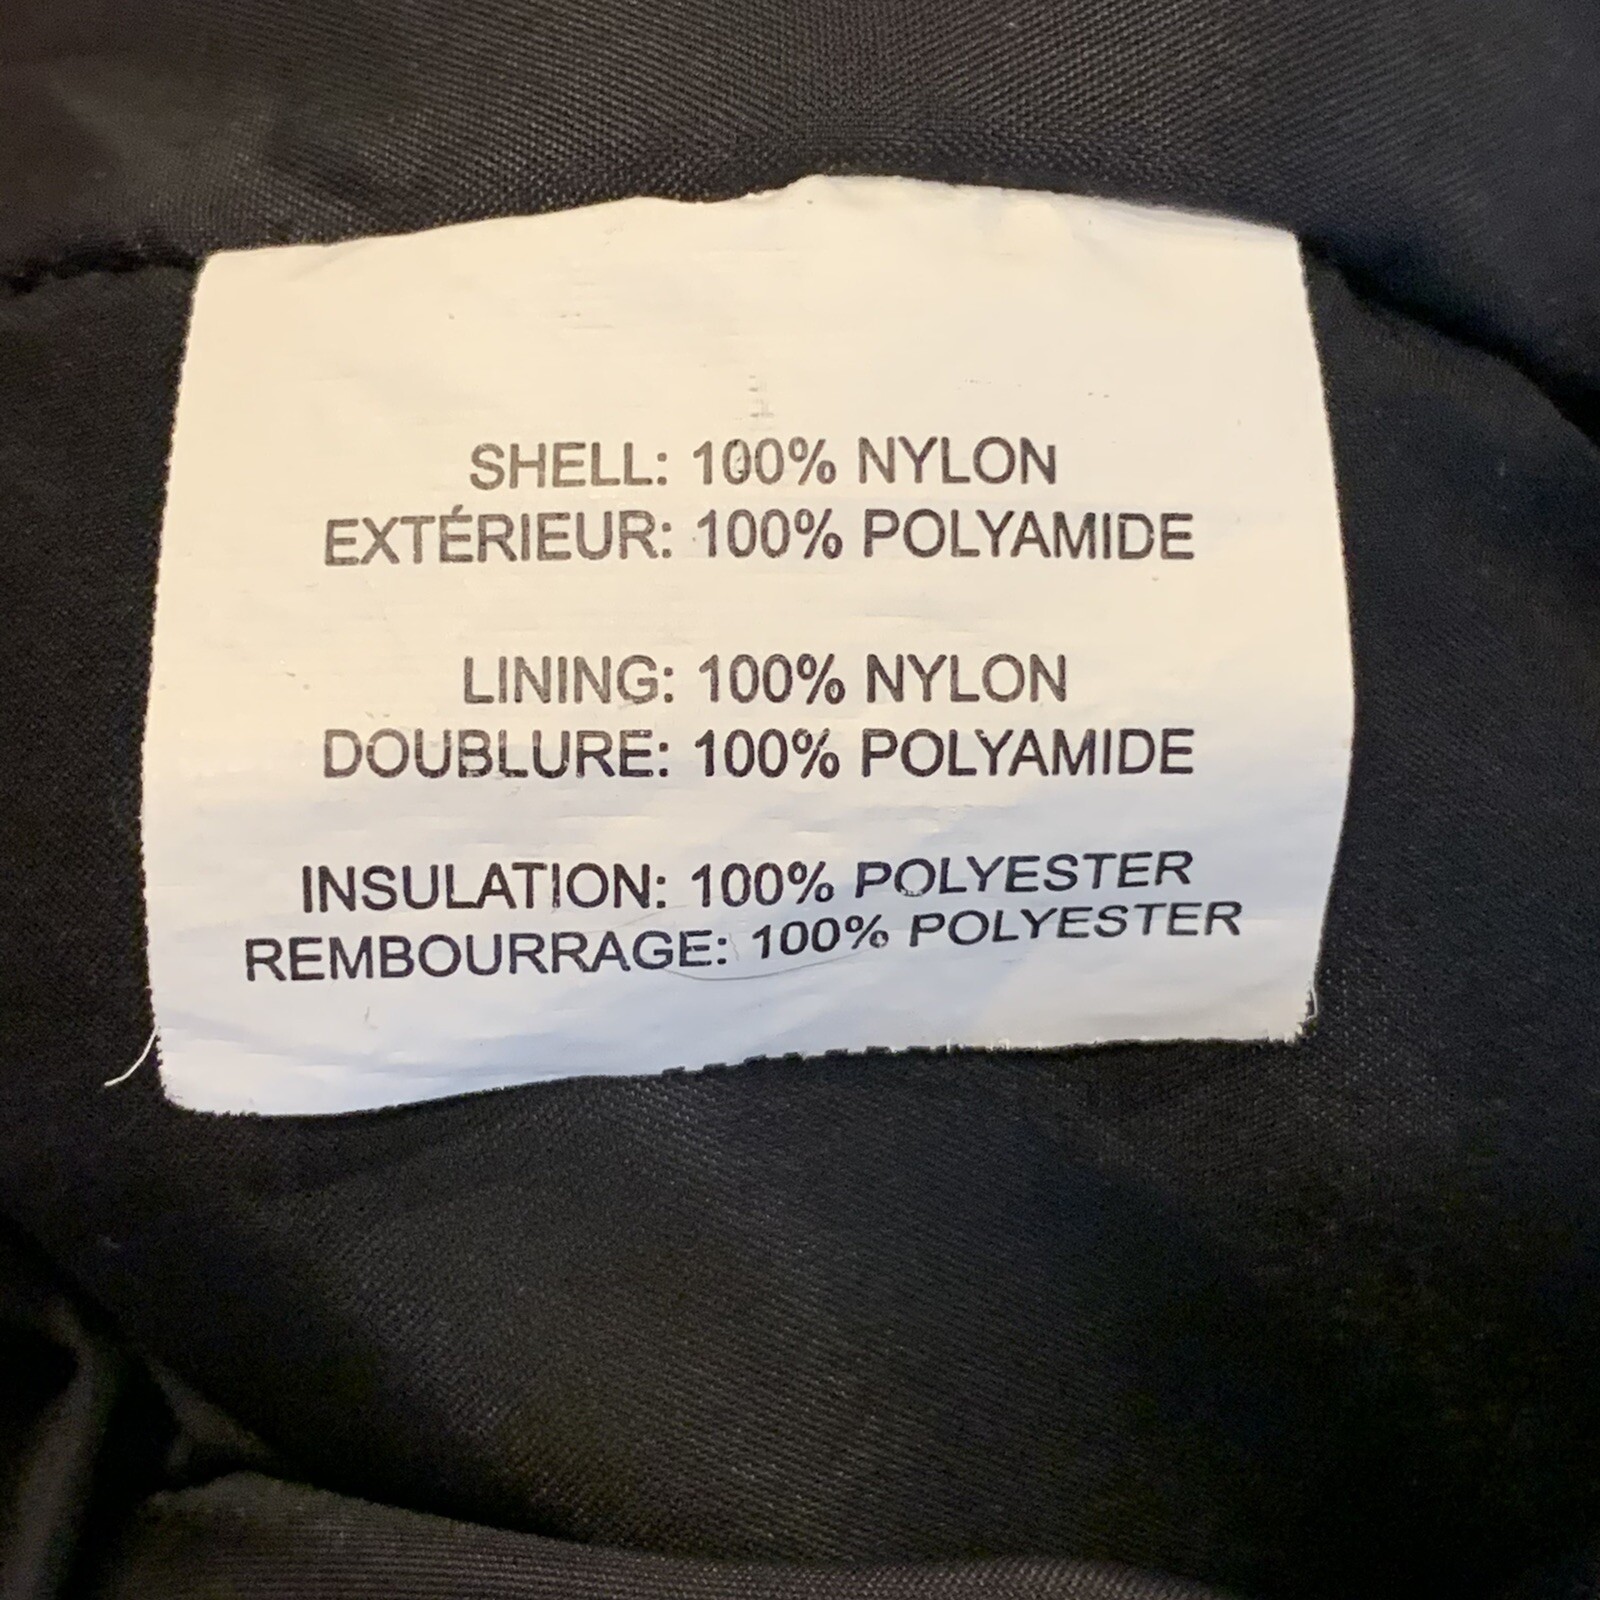 SHELL: 100% NYLON
EXTÉRIEUR: 100% POLYAMIDE
LINING: 100% NYLON
DOUBLURE: 100% POLYAMIDE
INSULATION: 100% POLYESTER
REMBOURRAGE: 100% POLYESTER